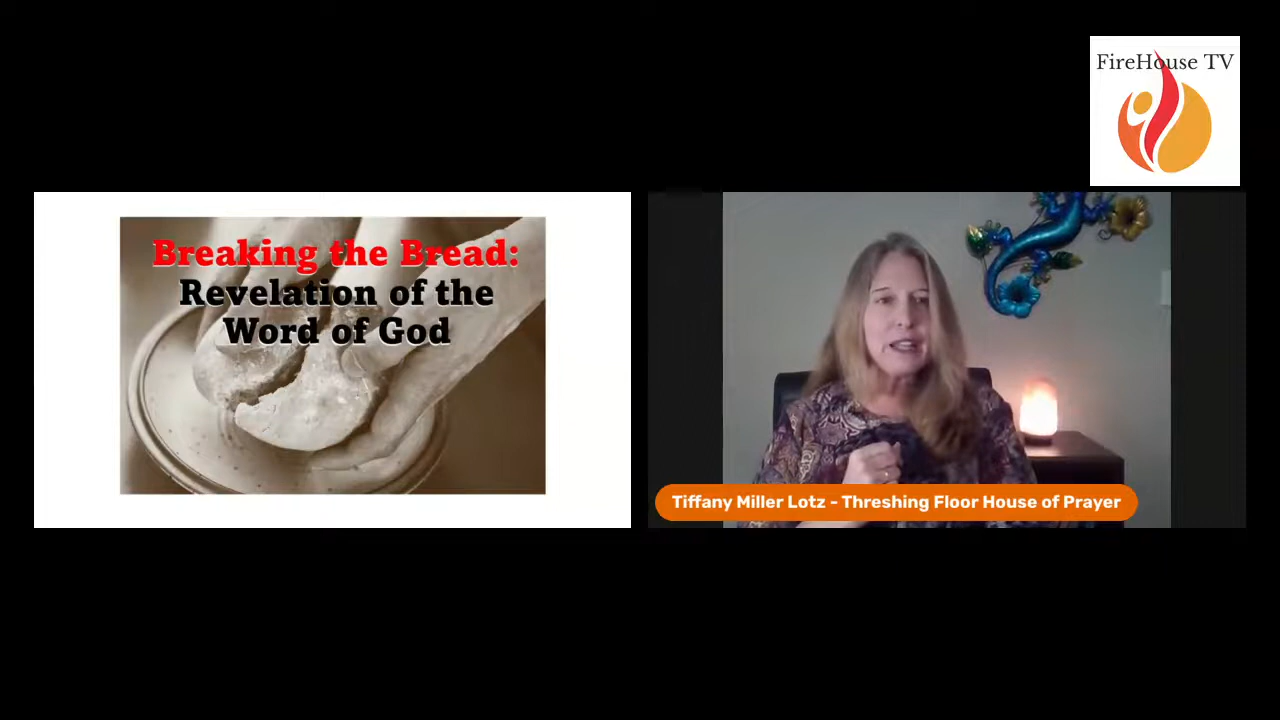 FireHouse TV
Breaking the Bread:
Revelation of the
Word of God
Tiffany Miller Lotz - Threshing Floor House of Prayer